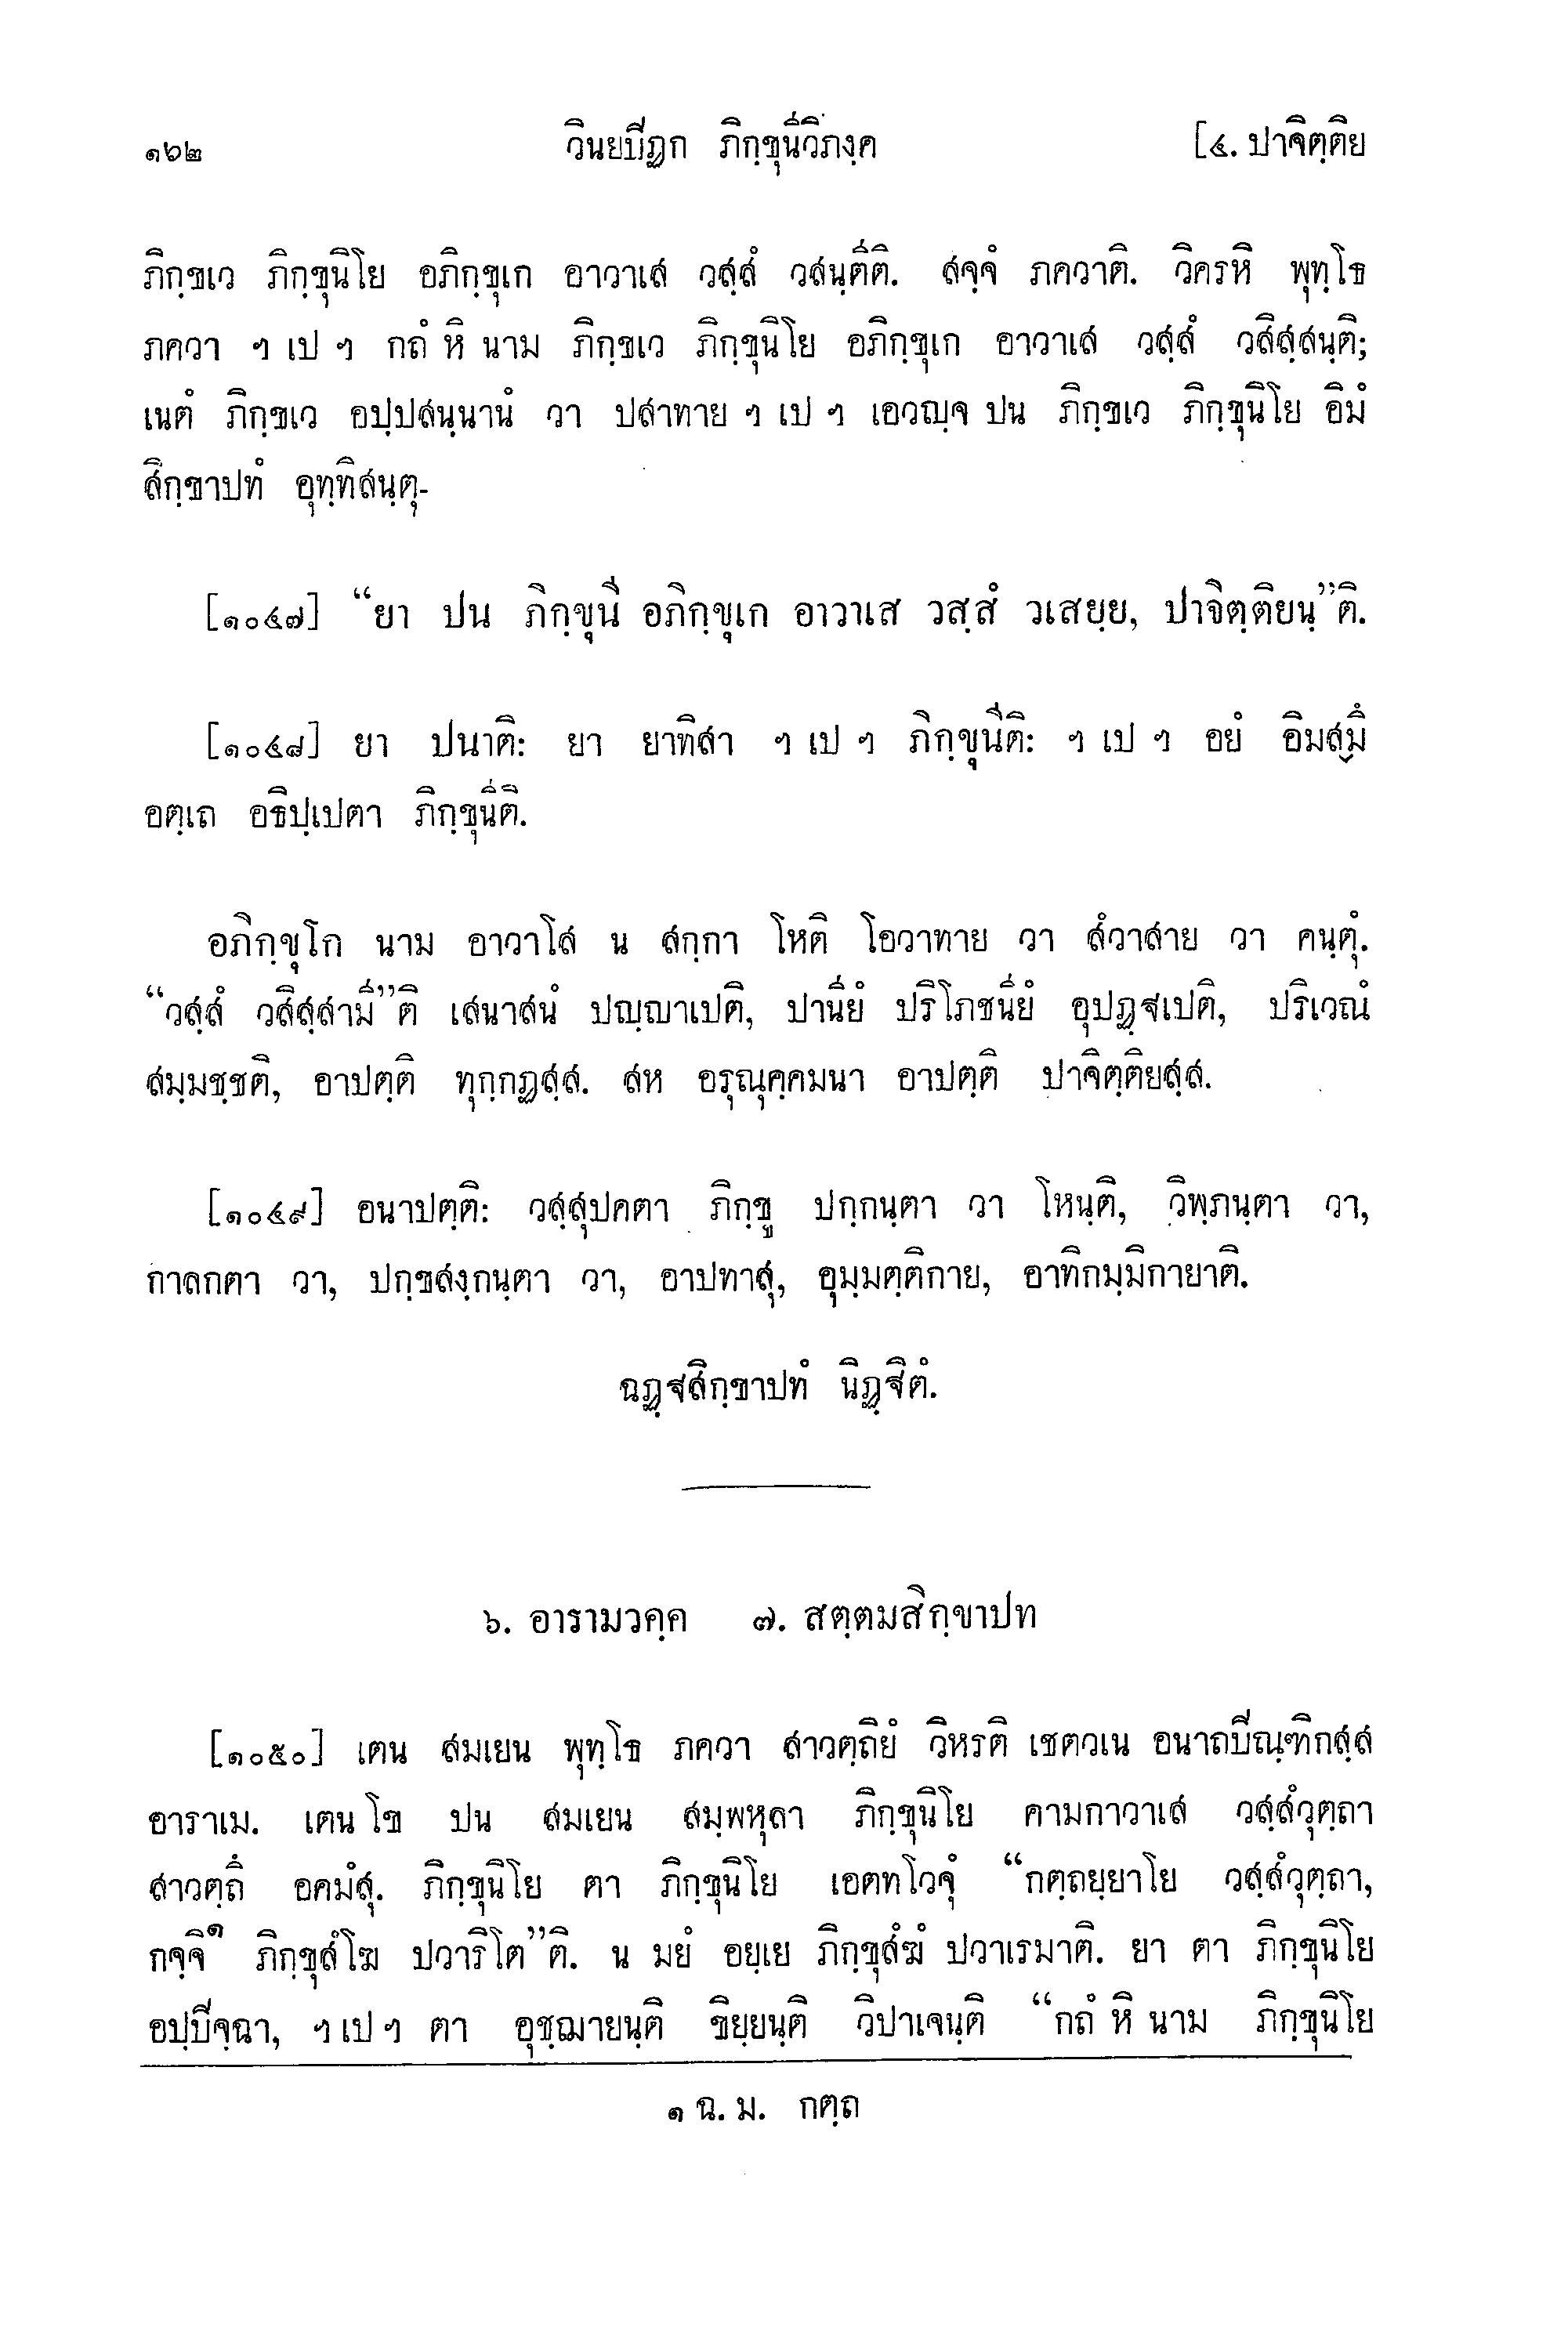 ๑๖๒ วินยปีฏก ภิกฺขุนีวิภงฺค [๔. ปาจิตฺติย
ภิกฺขเว ภิกฺขุนิโย อภิกฺขุเก อาวาเส วสฺสํ วสนฺตีติ. สจฺจํ ภควาติ. วิครหิ พุทฺโธ
ภควา ฯ เป ฯ กถํ หิ นาม ภิกฺขเว ภิกฺขุนิโย อภิกฺขุเก อาวาเส วสฺสํ วสิสฺสนฺติ;
เนตํ ภิกฺขเว อปฺปสนฺนานํ วา ปสาทาย ฯ เป ฯ เอวญฺจ ปน ภิกฺขเว ภิกฺขุนิโย อิมํ
สิกฺขาปทํ อุทฺทิสนฺตุ-
[๑๐๔๗] “ยา ปน ภิกฺขุนี อภิกฺขุเก อาวาเส วสฺสํ วเสยฺย, ปาจิตฺติยนฺ”ติ.
[๑๐๔๘] ยา ปนาติ: ยา ยาทิสา ฯ เป ฯ ภิกฺขุนีติ: ฯ เป ฯ อยํ อิมสฺมึ
อตฺเถ อธิปฺเปตา ภิกฺขุนีติ.
อภิกฺขุโก นาม อาวาโส น สกฺกา โหติ โอวาทาย วา สํวาสาย วา คนฺตุํ.
“วสฺสํ วสิสฺสามี”ติ เสนาสนํ ปญฺญาเปติ, ปานียํ ปริโภชนียํ อุปฏฺฐเปติ, ปริเวณํ
สมฺมชฺชติ, อาปตฺติ ทุกฺกฏสฺส. สห อรุณุคฺคมนา อาปตฺติ ปาจิตฺติยสฺส.
[๑๐๔๙] อนาปตฺติ: วสฺสุปคตา ภิกฺขู ปกฺกนฺตา วา โหนฺติ, วิพฺภนฺตา วา,
กาลกตา วา, ปกฺขสงฺกนฺตา วา, อาปทาสุ, อุมฺมตฺติกาย, อาทิกมฺมิกายาติ.
ฉฏฺฐสิกฺขาปทํ นิฏฺฐิตํ.
๖. อารามวคฺค ๗. สตฺตมสิกฺขาปท
[๑๐๕๐] เตน สมเยน พุทฺโธ ภควา สาวตฺถิยํ วิหรติ เชตวเน อนาถปิณฺฑิกสฺส
อาราเม. เตน โข ปน สมเยน สมฺพหุลา ภิกฺขุนิโย คามกาวาเส วสฺสํวุตฺถา
สาวตฺถึ อคมํสุ. ภิกฺขุนิโย ตา ภิกฺขุนิโย เอตทโวจุํ “กตฺถยฺยาโย วสฺสํวุตฺถา,
กจฺจิ๑ ภิกฺขุสํโฆ ปวาริโต”ติ. น มยํ อยฺเย ภิกฺขุสํฆํ ปวาเรมาติ. ยา ตา ภิกฺขุนิโย
อปฺปิจฺฉา, ฯ เป ฯ ตา อุชฺฌายนฺติ ขิยฺยนฺติ วิปาเจนฺติ “กถํ หิ นาม ภิกฺขุนิโย
๑ ฉ. ม. กตฺถ